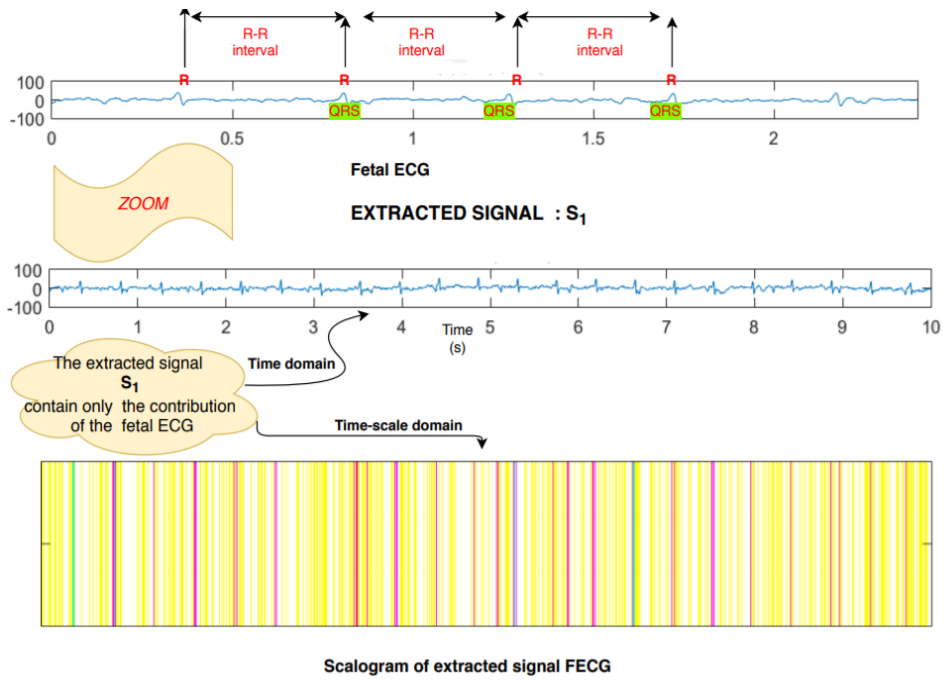 R-R R-R R-R
interval interval interval
R R R R
100
0
-100
QRS QRS QRS
0 0.5 1 1.5 2
Fetal ECG
ZOOM
EXTRACTED SIGNAL : S1
100
0
-100
0 1 2 3 4 5 6 7 8 9 10
Time
(s)
The extracted signal
S1
contain only the contribution
of the fetal ECG
Time domain
Time-scale domain
Scalogram of extracted signal FECG